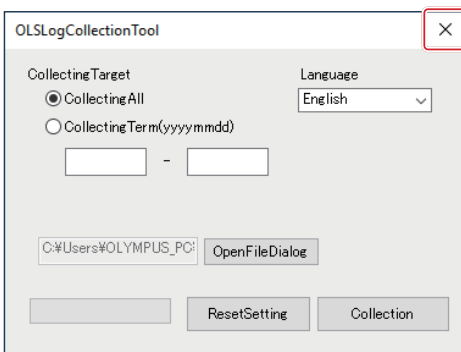 OLSLogCollectionTool
CollectingTarget
Language
CollectingAll
English
CollectingTerm(yyyymmdd)
-
C:¥Users¥OLYMPUS_PC¥
OpenFileDialog
ResetSetting
Collection